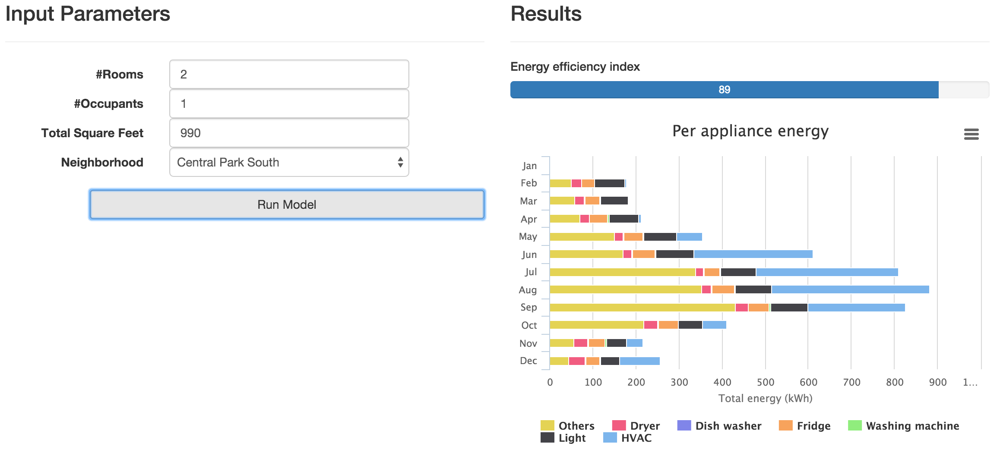 Input Parameters
#Rooms 2
#Occupants 1
Total Square Feet 990
Neighborhood Central Park South
Run Model
Results
Energy efficiency index
89
Per appliance energy
Jan
Feb
Mar
Apr
May
Jun
Jul
Aug
Sep
Oct
Nov
Dec
0 100 200 300 400 500 600 700 800 900 1…
Total energy (kWh)
Others Dryer Dish washer Fridge Washing machine
Light HVAC